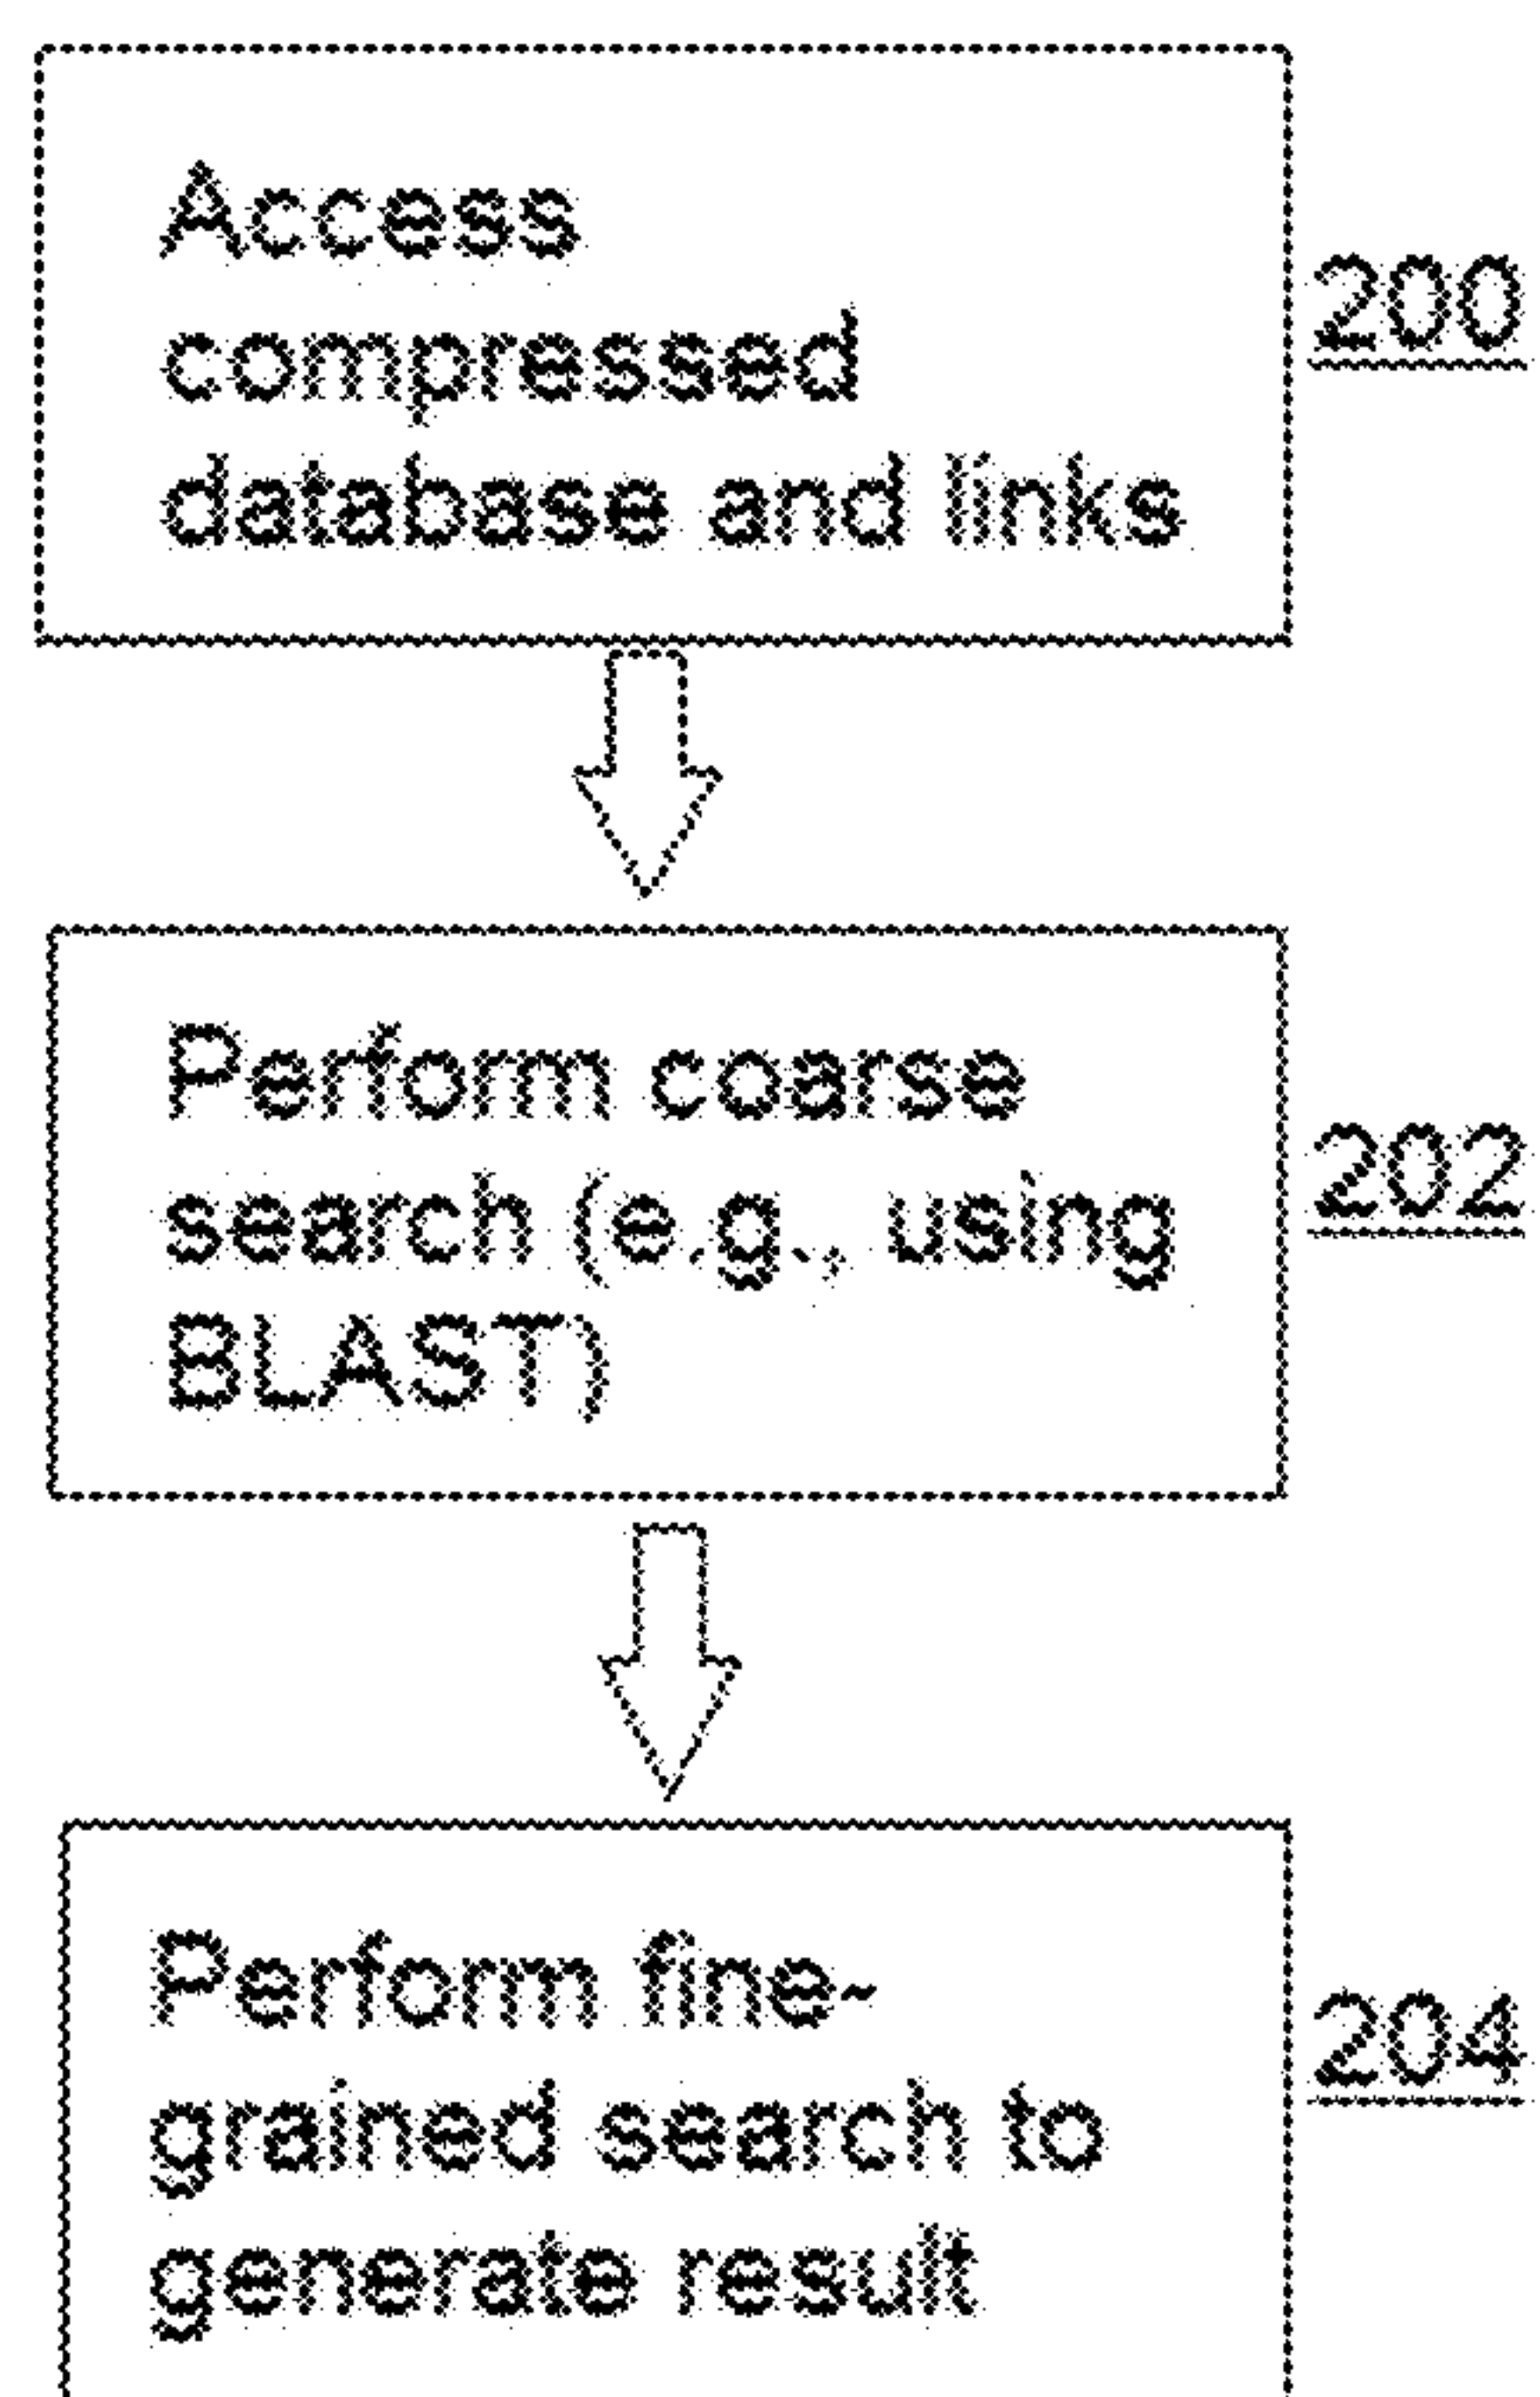 Access
compressed
database and links
200
Perform coarse
search (e.g., using
BLAST)
202
Perform fine-
grained search to
generate result
204